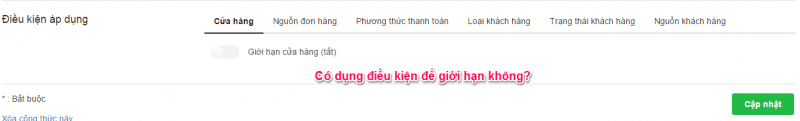 Điều kiện áp dụng
Cửa hàng Nguồn đơn hàng Phương thức thanh toán Loại khách hàng Trạng thái khách hàng Nguồn khách hàng
Giới hạn cửa hàng (tắt)
Có dụng điều kiện để giới hạn không?
* : Bắt buộc
Cập nhật
Xóa công thức này